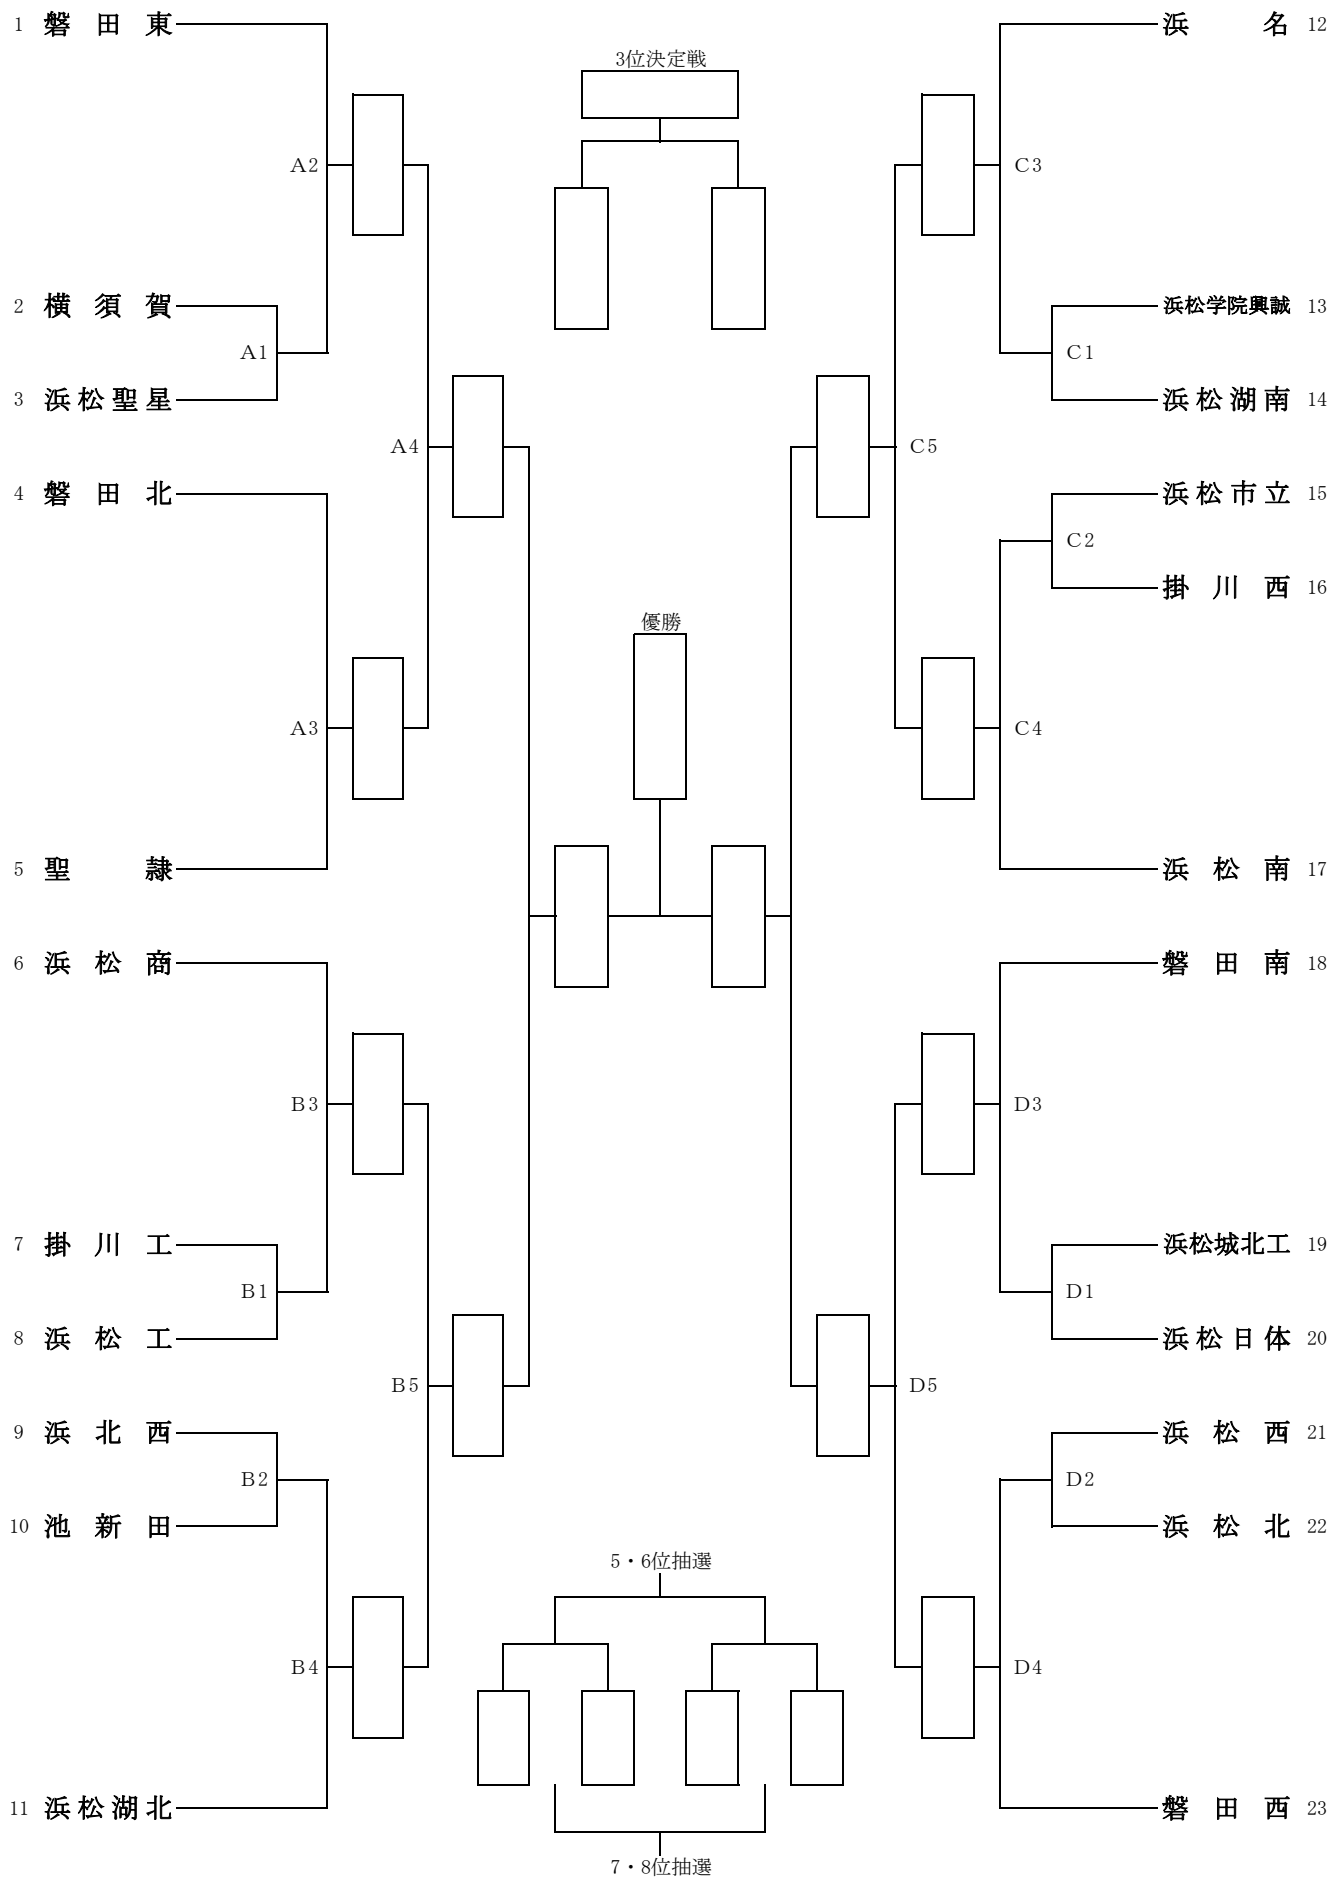 1 磐田東
浜名 12
3位決定戦
A2
C3
2 横須賀
浜松学院興誠 13
A1
C1
3 浜松聖星
浜松湖南 14
A4
C5
4 磐田北
浜松市立 15
C2
掛川西 16
優勝
A3
C4
5 聖隷
浜松南 17
6 浜松商
磐田南 18
B3
D3
7 掛川工
浜松城北工 19
B1
D1
8 浜松工
浜松日体 20
B5
D5
9 浜北西
浜松西 21
B2
D2
10 池新田
浜松北 22
5・6位抽選
B4
D4
11 浜松湖北
磐田西 23
7・8位抽選